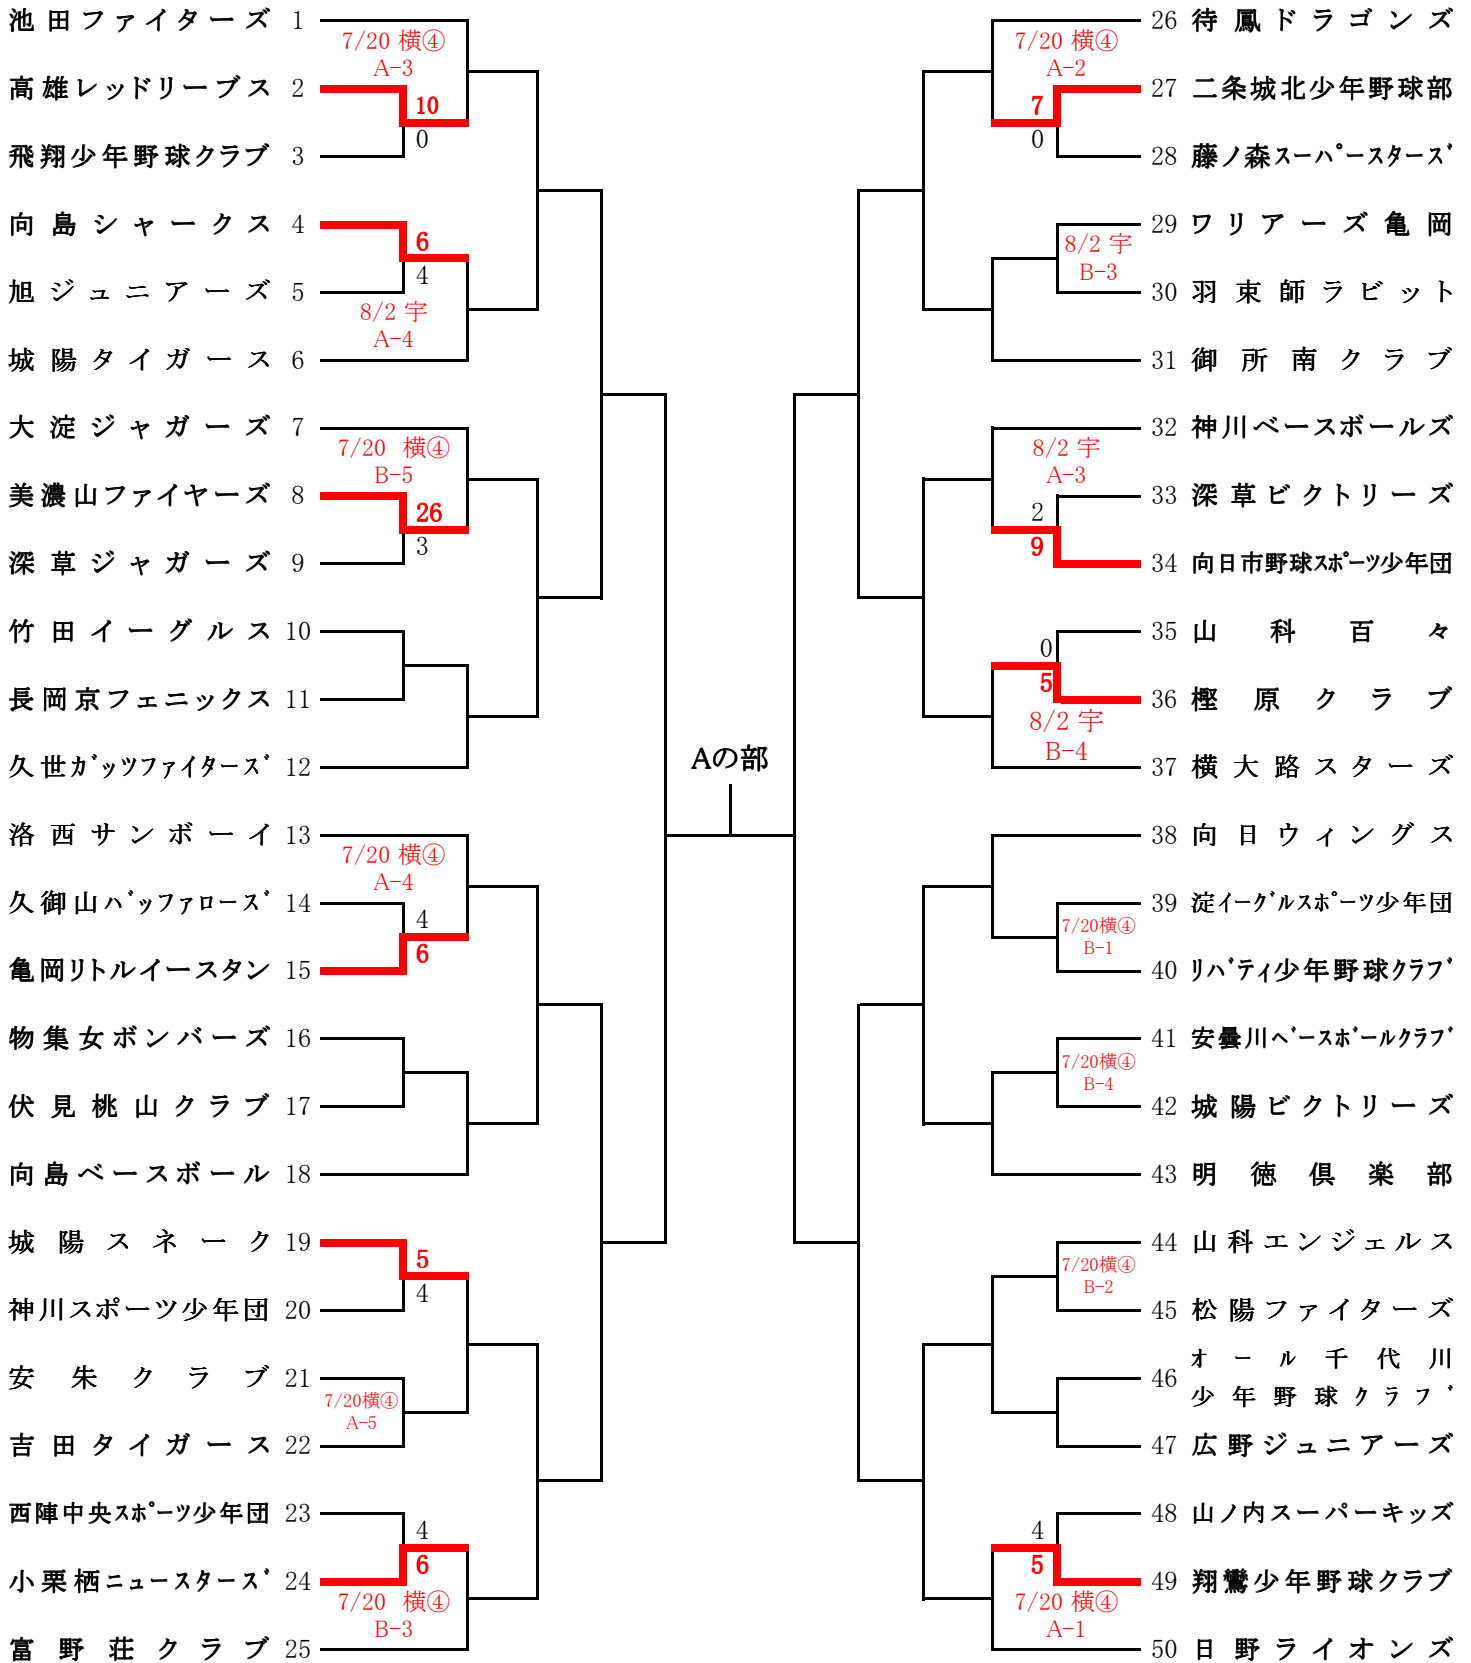 池田ファイターズ 1
7/20 横④
A-3
高雄レッドリーブス 2
10
0
飛翔少年野球クラブ 3
向島シャークス 4
6
4
旭ジュニアーズ 5
8/2 宇
A-4
城陽タイガース 6
大淀ジャガーズ 7
7/20 横④
B-5
美濃山ファイヤーズ 8
26
3
深草ジャガーズ 9
竹田イーグルス 10
長岡京フェニックス 11
久世ガッツファイターズ 12
洛西サンボーイ 13
7/20 横④
A-4
久御山バッファローズ 14
4
6
亀岡リトルイースタン 15
物集女ボンバーズ 16
伏見桃山クラブ 17
向島ベースボール 18
城陽スネーク 19
5
4
神川スポーツ少年団 20
安朱クラブ 21
7/20横④
A-5
吉田タイガース 22
西陣中央スポーツ少年団 23
4
6
小栗栖ニュースターズ 24
7/20 横④
B-3
富野荘クラブ 25
Aの部
26 待鳳ドラゴンズ
7/20 横④
A-2
27 二条城北少年野球部
7
0
28 藤ノ森スーパースターズ
29 ワリアーズ亀岡
8/2 宇
B-3
30 羽束師ラビット
31 御所南クラブ
32 神川ベースボールズ
8/2 宇
A-3
33 深草ビクトリーズ
2
9
34 向日市野球スポーツ少年団
35 山科百々
0
5
36 樫原クラブ
8/2 宇
B-4
37 横大路スターズ
38 向日ウィングス
39 淀イーグルスポーツ少年団
7/20横④
B-1
40 リバティ少年野球クラブ
41 安曇川ベースボールクラブ
7/20横④
B-4
42 城陽ビクトリーズ
43 明徳倶楽部
44 山科エンジェルス
7/20横④
B-2
45 松陽ファイターズ
46 オール千代川
少年野球クラブ
47 広野ジュニアーズ
48 山ノ内スーパーキッズ
4
5
49 翔鸞少年野球クラブ
7/20 横④
A-1
50 日野ライオンズ